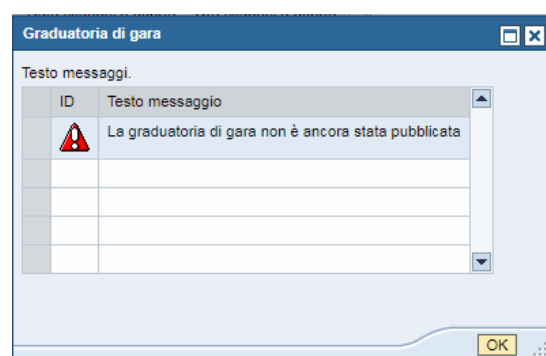 Graduatoria di gara
Testo messaggi.
ID Testo messaggio
La graduatoria di gara non è ancora stata pubblicata
OK